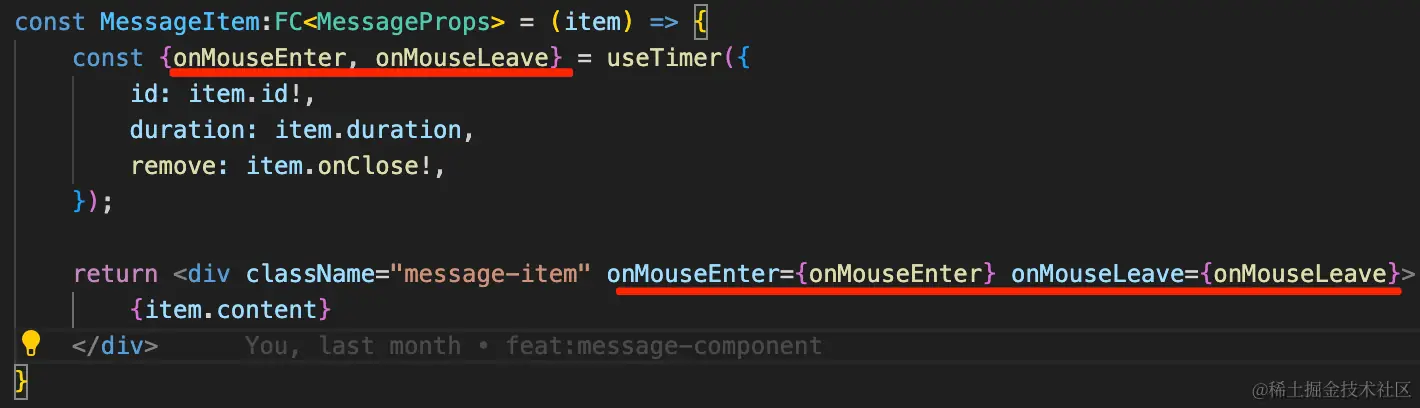 const MessageItem:FC<MessageProps> = (item) => {
    const {onMouseEnter, onMouseLeave} = useTimer({
        id: item.id!,
        duration: item.duration,
        remove: item.onClose!,
    });
    return <div className="message-item" onMouseEnter={onMouseEnter} onMouseLeave={onMouseLeave}>
        {item.content}
    </div>      You, last month • feat:message-component
}
@稀土掘金技术社区